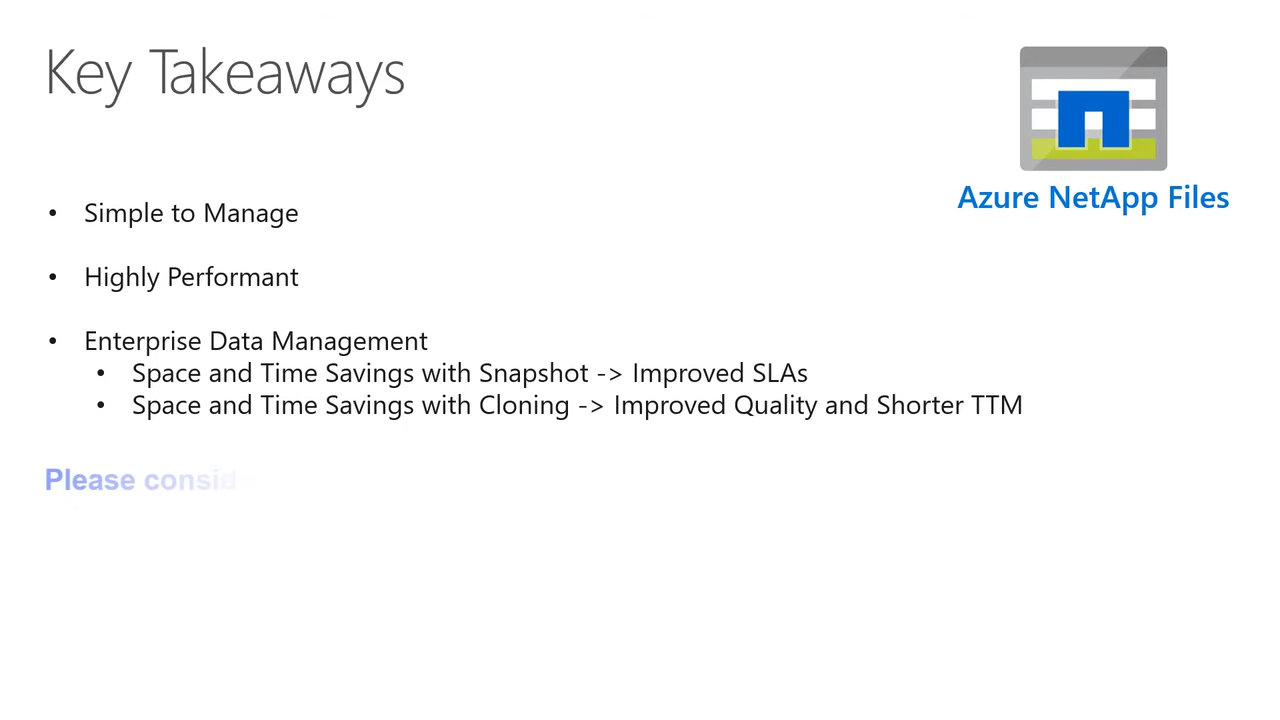 Key Takeaways
Azure NetApp Files
• Simple to Manage
• Highly Performant
• Enterprise Data Management
• Space and Time Savings with Snapshot -> Improved SLAs
• Space and Time Savings with Cloning -> Improved Quality and Shorter TTM
Please